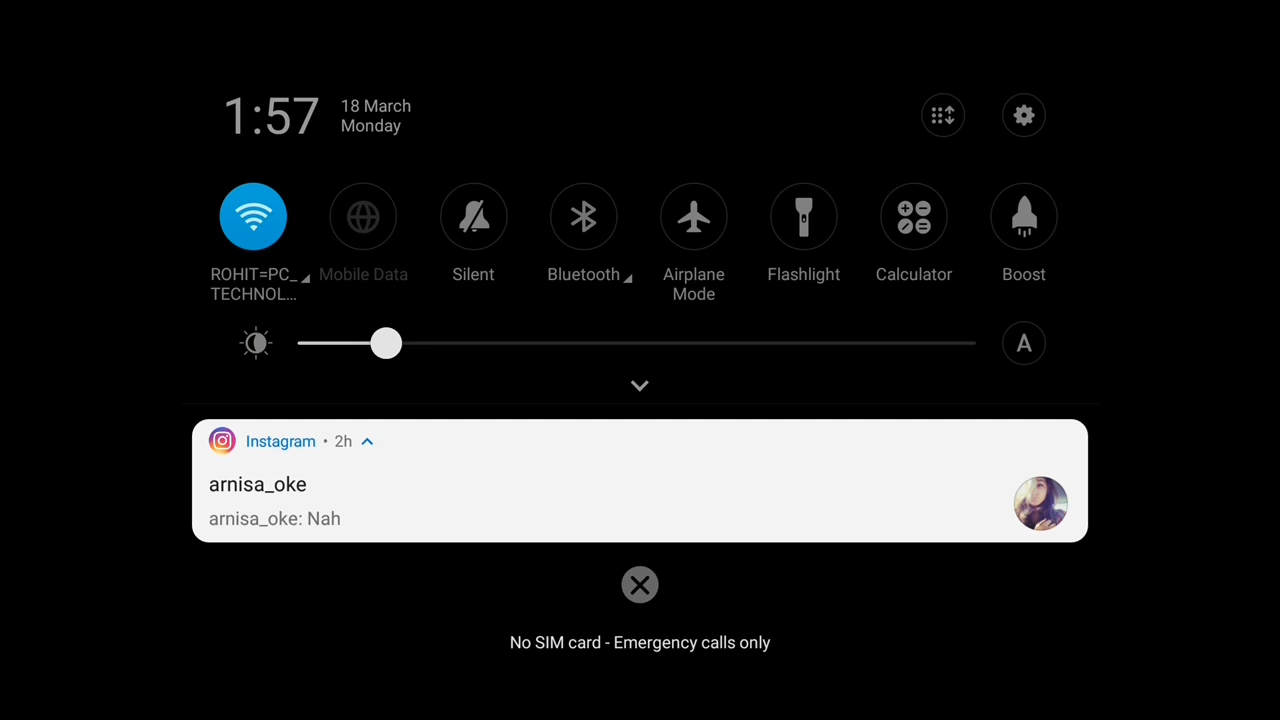 1:57
18 March
Monday
ROHIT=PC_
TECHNOL...
Mobile Data
Silent
Bluetooth
Airplane
Mode
Flashlight
Calculator
Boost
A
Instagram • 2h
arnisa_oke
arnisa_oke: Nah
No SIM card - Emergency calls only